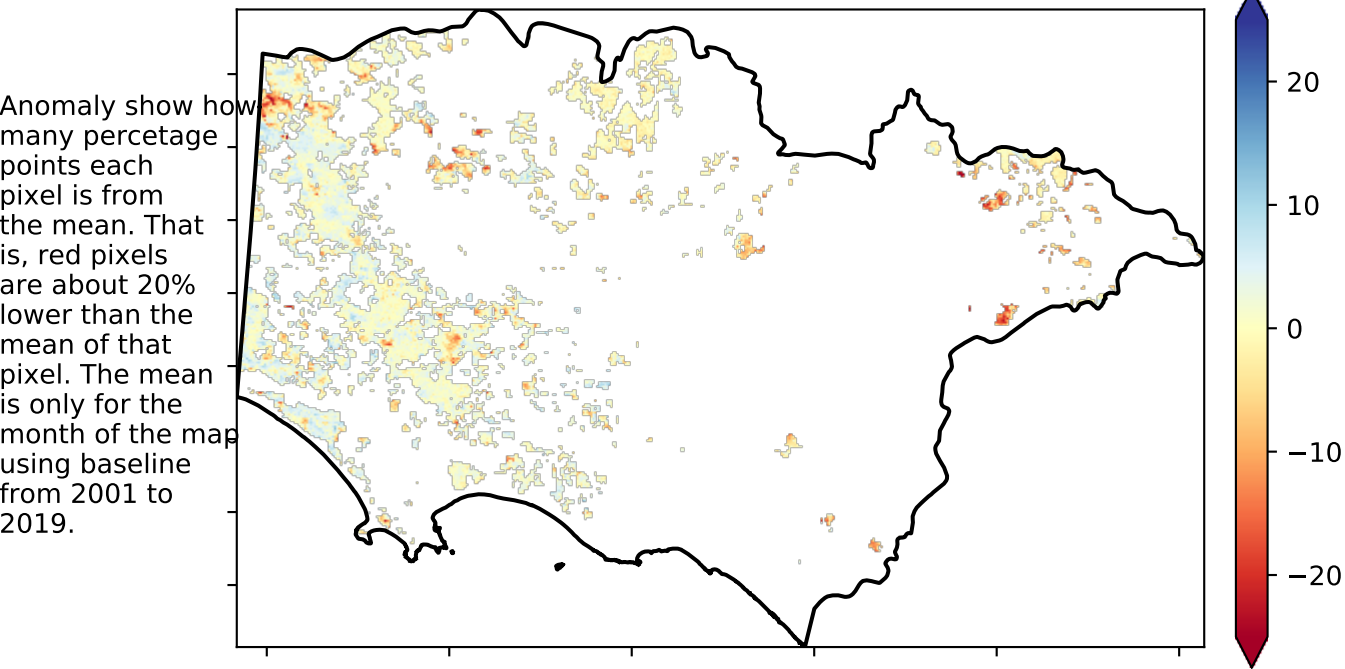 Anomaly show how
many percetage
points each
pixel is from
the mean. That
is, red pixels
are about 20%
lower than the
mean of that
pixel. The mean
is only for the
month of the map
using baseline
from 2001 to
2019.
20
10
0
−10
−20